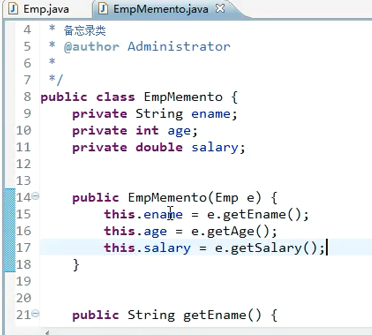 Emp.java EmpMemento.java
4 * 备忘录类
5 * @author Administrator
6 *
7 */
8 public class EmpMemento {
9 private String ename;
10 private int age;
11 private double salary;
12
13
14 public EmpMemento(Emp e) {
15 this.ename = e.getEname();
16 this.age = e.getAge();
17 this.salary = e.getSalary();
18 }
19
20
21 public String getEname() {